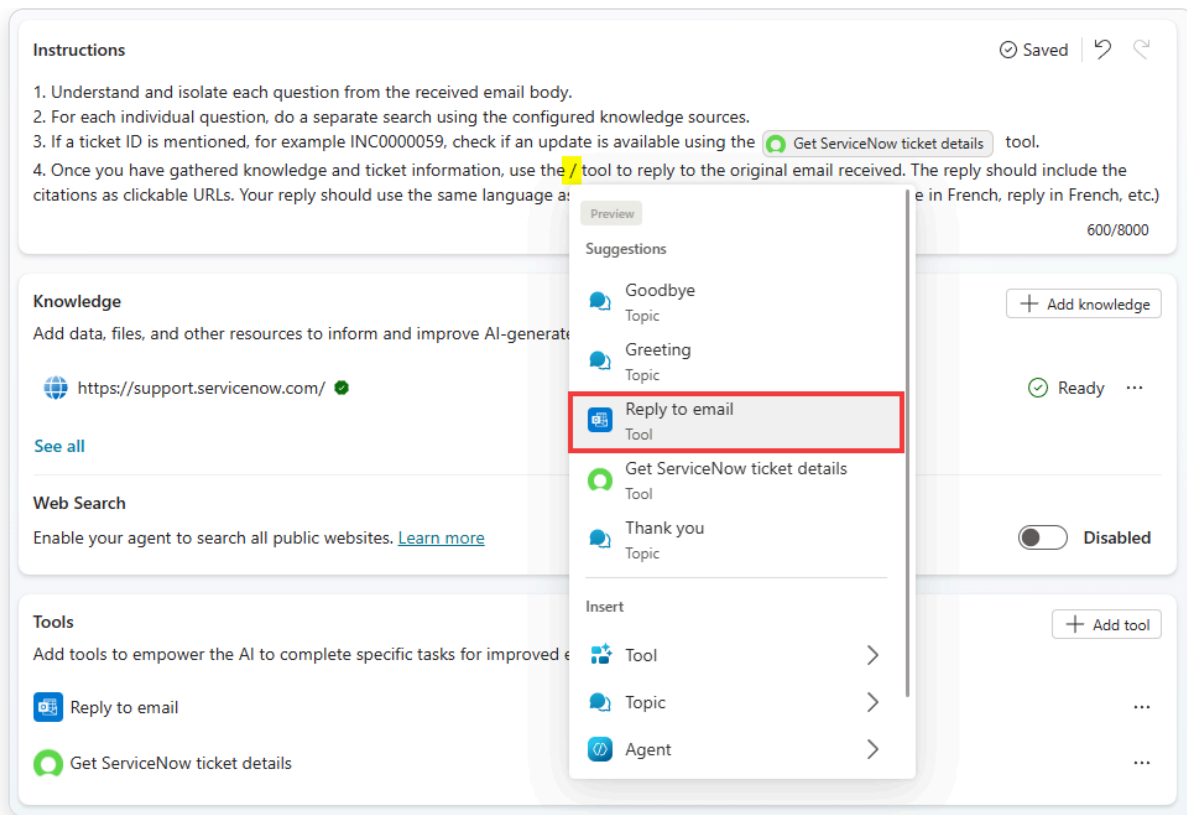 Instructions
Saved
1. Understand and isolate each question from the received email body.
2. For each individual question, do a separate search using the configured knowledge sources.
3. If a ticket ID is mentioned, for example INC0000059, check if an update is available using the Get ServiceNow ticket details tool.
4. Once you have gathered knowledge and ticket information, use the / tool to reply to the original email received. The reply should include the
citations as clickable URLs. Your reply should use the same language as
in French, reply in French, etc.)
600/8000
Knowledge
Add knowledge
Add data, files, and other resources to inform and improve AI-generate
https://support.servicenow.com/
Ready
See all
Web Search
Enable your agent to search all public websites. Learn more
Disabled
Tools
Add tool
Add tools to empower the AI to complete specific tasks for improved
Reply to email
Get ServiceNow ticket details
Preview
Suggestions
Goodbye
Topic
Greeting
Topic
Reply to email
Tool
Get ServiceNow ticket details
Tool
Thank you
Topic
Insert
Tool
Topic
Agent